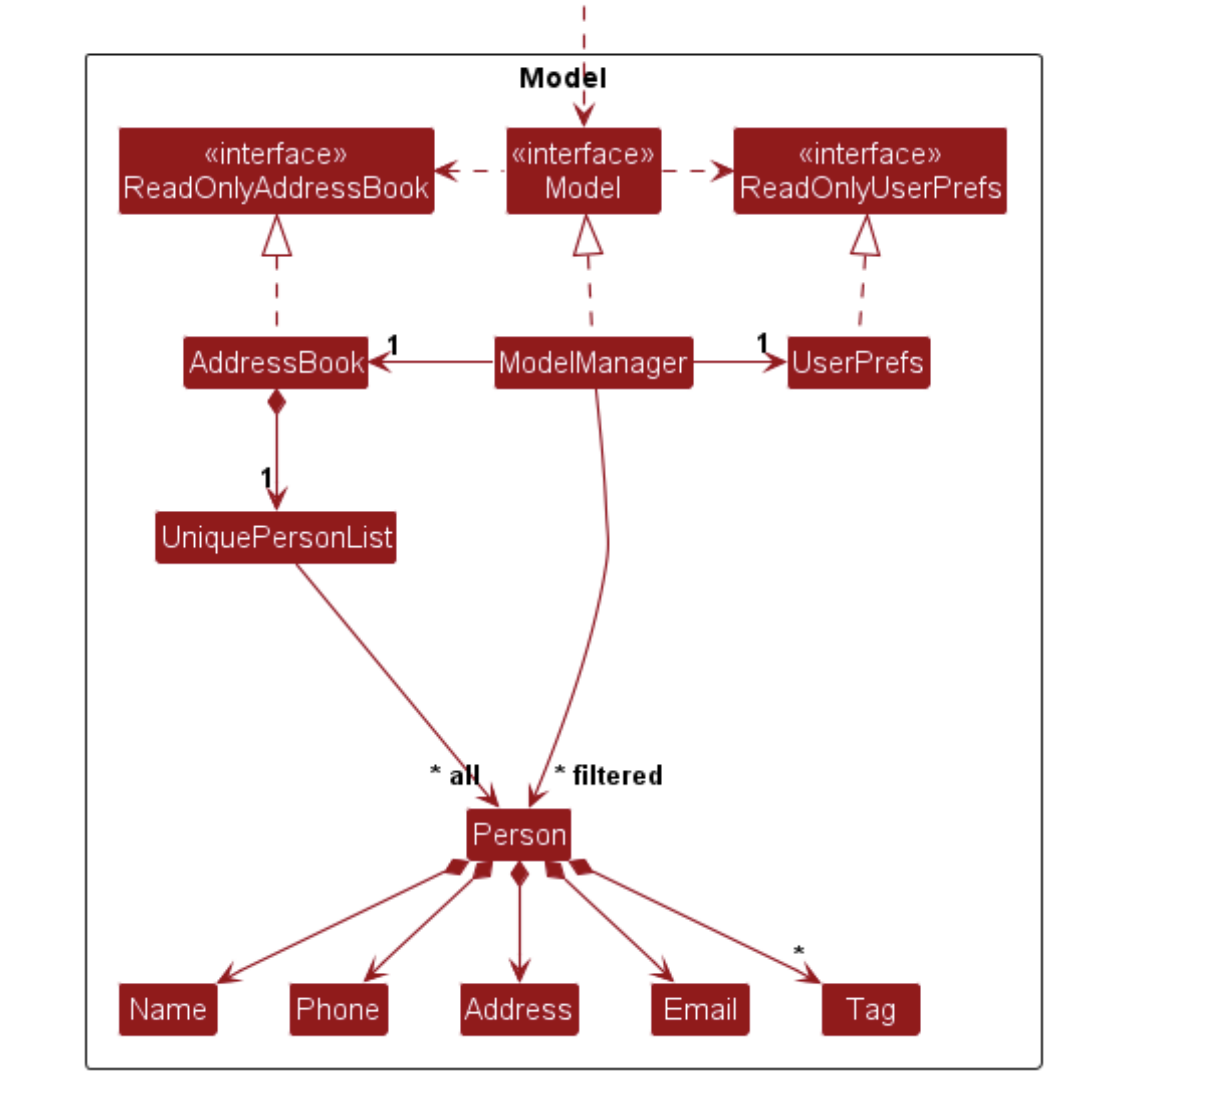 Model
«interface»
ReadOnlyAddressBook
«interface»
Model
«interface»
ReadOnlyUserPrefs
AddressBook
1
ModelManager
1
UserPrefs
1
UniquePersonList
* all
* filtered
Person
*
Name
Phone
Address
Email
Tag